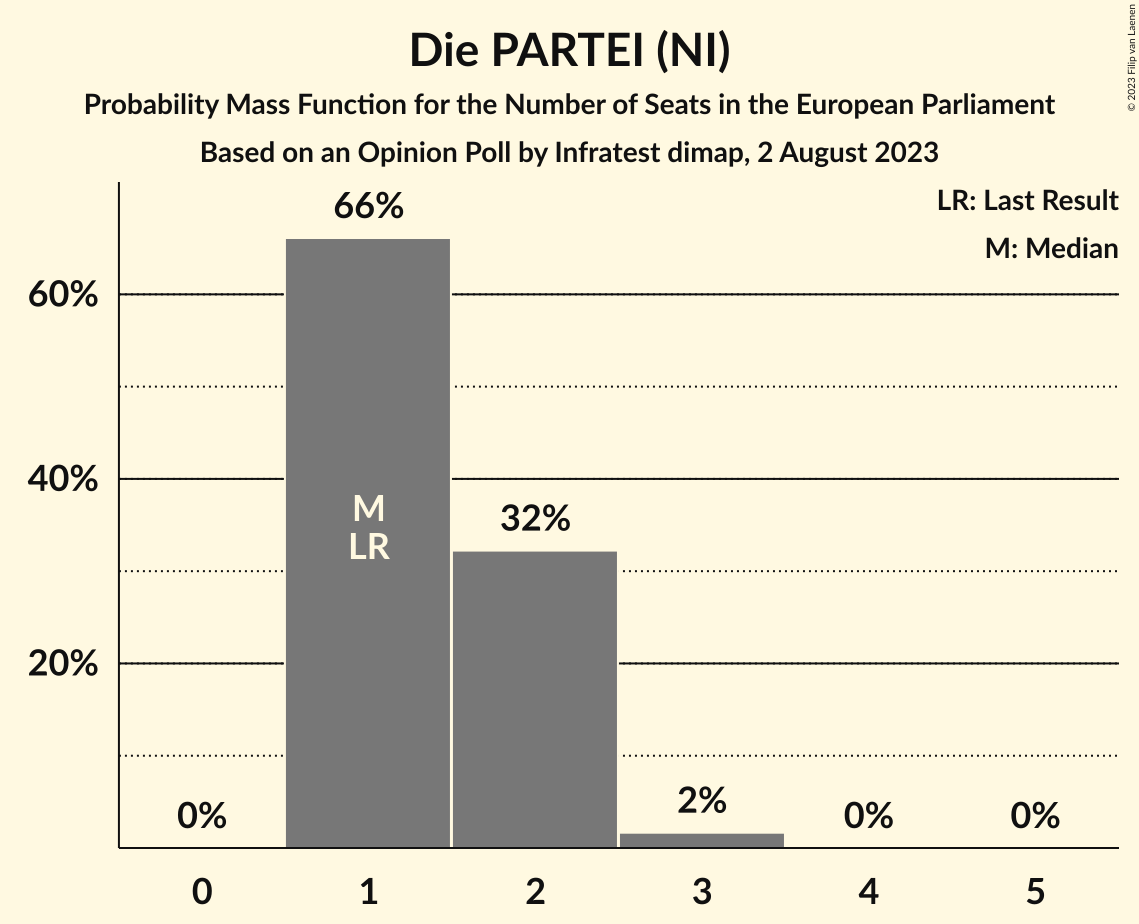 Die PARTEI (NI)
Probability Mass Function for the Number of Seats in the European Parliament
Based on an Opinion Poll by Infratest dimap, 2 August 2023
© 2023 Filip van Laenen
LR: Last Result
M: Median
66%
60%
40%
M
LR
32%
20%
0%
2%
0%
0%
0
1
2
3
4
5